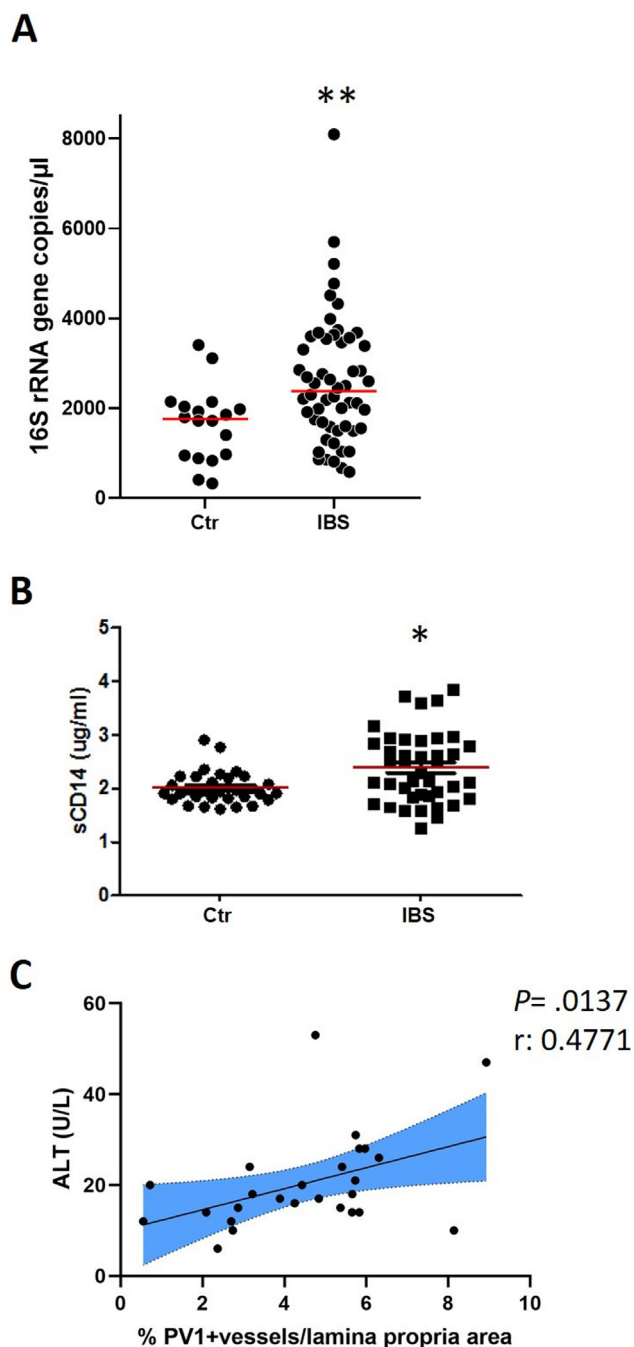 A
**
16S rRNA gene copies/µl
8000
6000
4000
2000
0
Ctr IBS
B
*
sCD14 (ug/ml)
5
4
3
2
1
0
Ctr IBS
C
P= .0137
r: 0.4771
ALT (U/L)
60
40
20
0
0 2 4 6 8 10
% PV1+vessels/lamina propria area